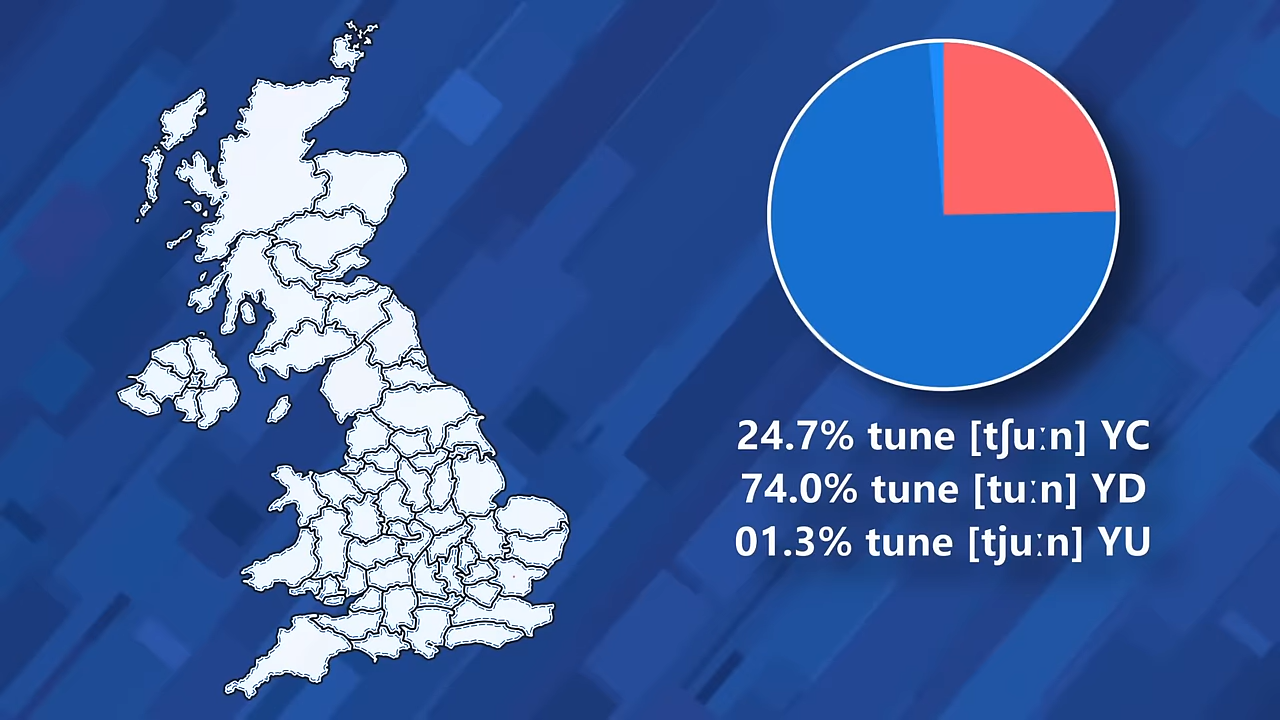 24.7% tune [tʃuːn] YC
74.0% tune [tuːn] YD
01.3% tune [tjuːn] YU